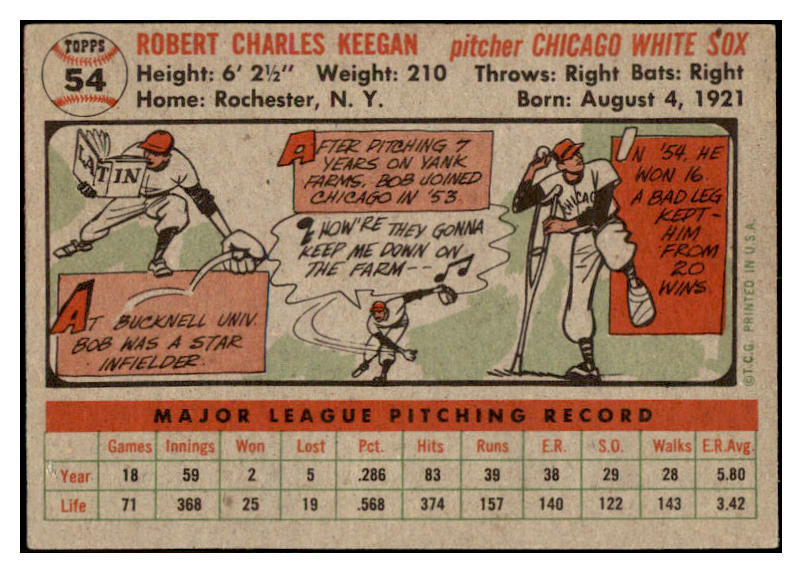 TOPPS
54
ROBERT CHARLES KEEGAN pitcher CHICAGO WHITE SOX
Height: 6' 2½" Weight: 210 Throws: Right Bats: Right
Home: Rochester, N. Y. Born: August 4, 1921
LATIN
AT BUCKNELL UNIV.
BOB WAS A STAR
INFIELDER.
AFTER PITCHING 7
YEARS ON YANK
FARMS, BOB JOINED
CHICAGO IN '53.
HOW'RE THEY GONNA
KEEP ME DOWN ON
THE FARM--
CHICAGO
IN '54, HE
WON 16.
A BAD LEG
KEPT
HIM
FROM
20
WINS.
©T.C.G. PRINTED IN U.S.A.
MAJOR LEAGUE PITCHING RECORD
Games Innings Won Lost Pct. Hits Runs E.R. S.O. Walks E.R.Avg.
Year 18 59 2 5 .286 83 39 38 29 28 5.80
Life 71 368 25 19 .568 374 157 140 122 143 3.42